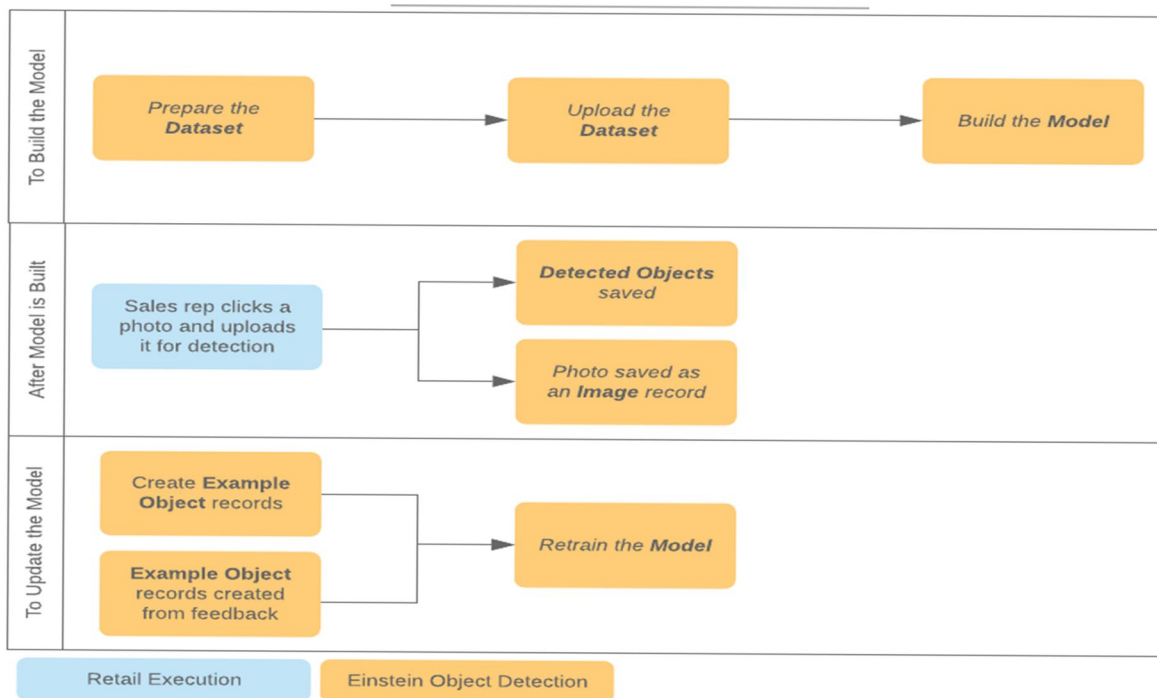 To Build the Model
Prepare the
Dataset
Upload the
Dataset
Build the Model
After Model is Built
Sales rep clicks a
photo and uploads
it for detection
Detected Objects
saved
Photo saved as
an Image record
To Update the Model
Create Example
Object records
Example Object
records created
from feedback
Retrain the Model
Retail Execution
Einstein Object Detection